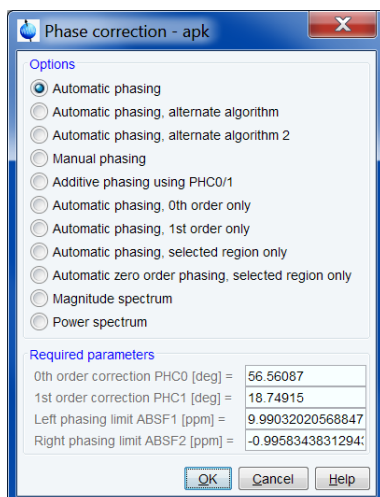 Phase correction - apk
Options
Automatic phasing
Automatic phasing, alternate algorithm
Automatic phasing, alternate algorithm 2
Manual phasing
Additive phasing using PHC0/1
Automatic phasing, 0th order only
Automatic phasing, 1st order only
Automatic phasing, selected region only
Automatic zero order phasing, selected region only
Magnitude spectrum
Power spectrum
Required parameters
0th order correction PHC0 [deg] = 56.56087
1st order correction PHC1 [deg] = 18.74915
Left phasing limit ABSF1 [ppm] = 9.99032020568847
Right phasing limit ABSF2 [ppm] = -0.99583438312943
OK Cancel Help